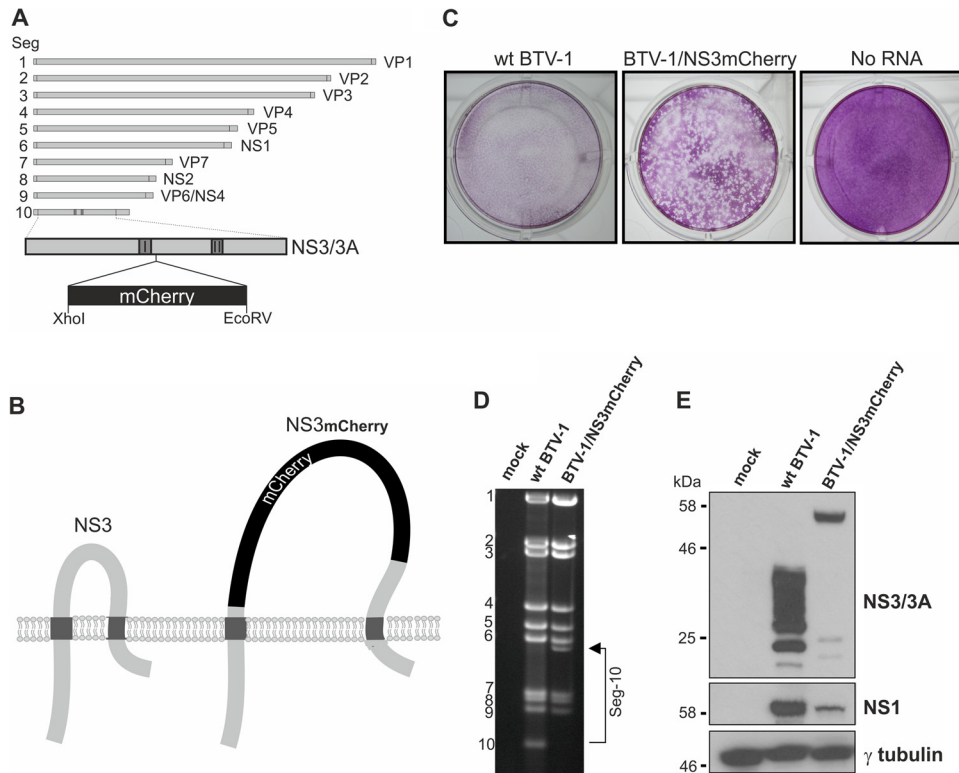 A
Seg
1 VP1
2 VP2
3 VP3
4 VP4
5 VP5
6 NS1
7 VP7
8 NS2
9 VP6/NS4
10
NS3/3A
mCherry
XhoI EcoRV
B
NS3
NS3mCherry
mCherry
C
wt BTV-1 BTV-1/NS3mCherry No RNA
D
mock wt BTV-1 BTV-1/NS3mCherry
1
2
3
4
5
6
7
8
9
10
Seg-10
E
mock wt BTV-1 BTV-1/NS3mCherry
kDa
58
46
25
NS3/3A
58
NS1
46
γ tubulin